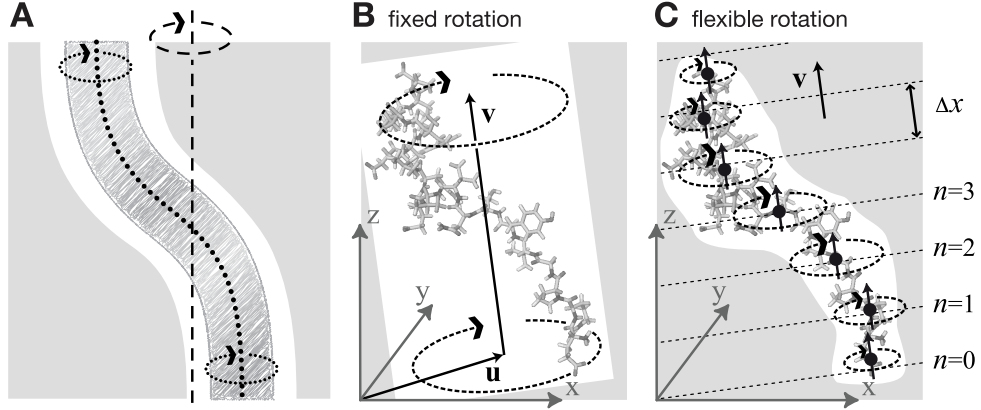 A
B fixed rotation
C flexible rotation
v
z
y
x
u
v
Δx
n=3
n=2
n=1
n=0
z
y
x